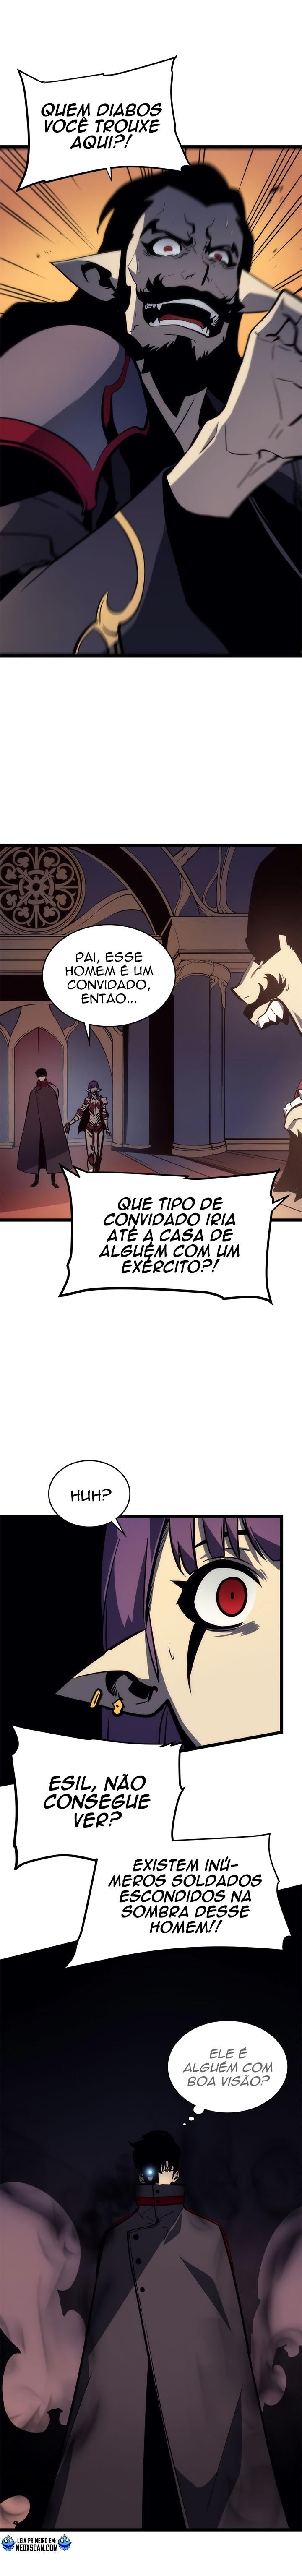 QUEM DIABOS
VOCÊ TROUXE
AQUI?!
PAI, ESSE
HOMEM É UM
CONVIDADO,
ENTÃO...
QUE TIPO DE
CONVIDADO IRIA
ATÉ A CASA DE
ALGUÉM COM UM
EXÉRCITO?!
HUH?
ESIL, NÃO
CONSEGUE
VER?
EXISTEM INÚ-
MEROS SOLDADOS
ESCONDIDOS NA
SOMBRA DESSE
HOMEM!!
ELE É
ALGUÉM COM
BOA VISÃO?
LEIA PRIMEIRO EM:
NEOXSCAN.COM